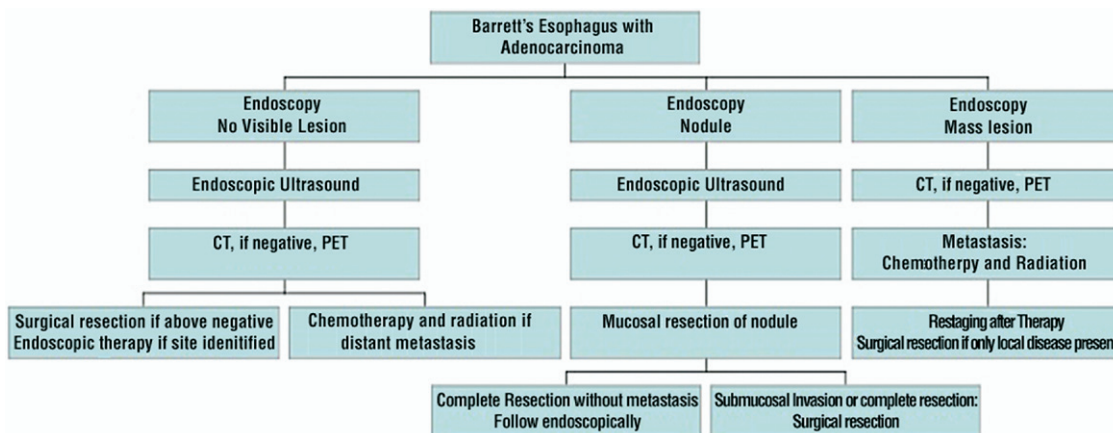 Barrett's Esophagus with
Adenocarcinoma
Endoscopy
No Visible Lesion
Endoscopy
Nodule
Endoscopy
Mass lesion
Endoscopic Ultrasound
Endoscopic Ultrasound
CT, if negative, PET
CT, if negative, PET
CT, if negative, PET
Metastasis:
Chemotherpy and Radiation
Surgical resection if above negative
Endoscopic therapy if site idenitified
Chemotherapy and radiation if
distant metastasis
Mucosal resection of nodule
Restaging after Therapy
Surgical resection if only local disease presen
Complete Resection without metastasis
Follow endoscopically
Submucosal Invasion or complete resection:
Surgical resection